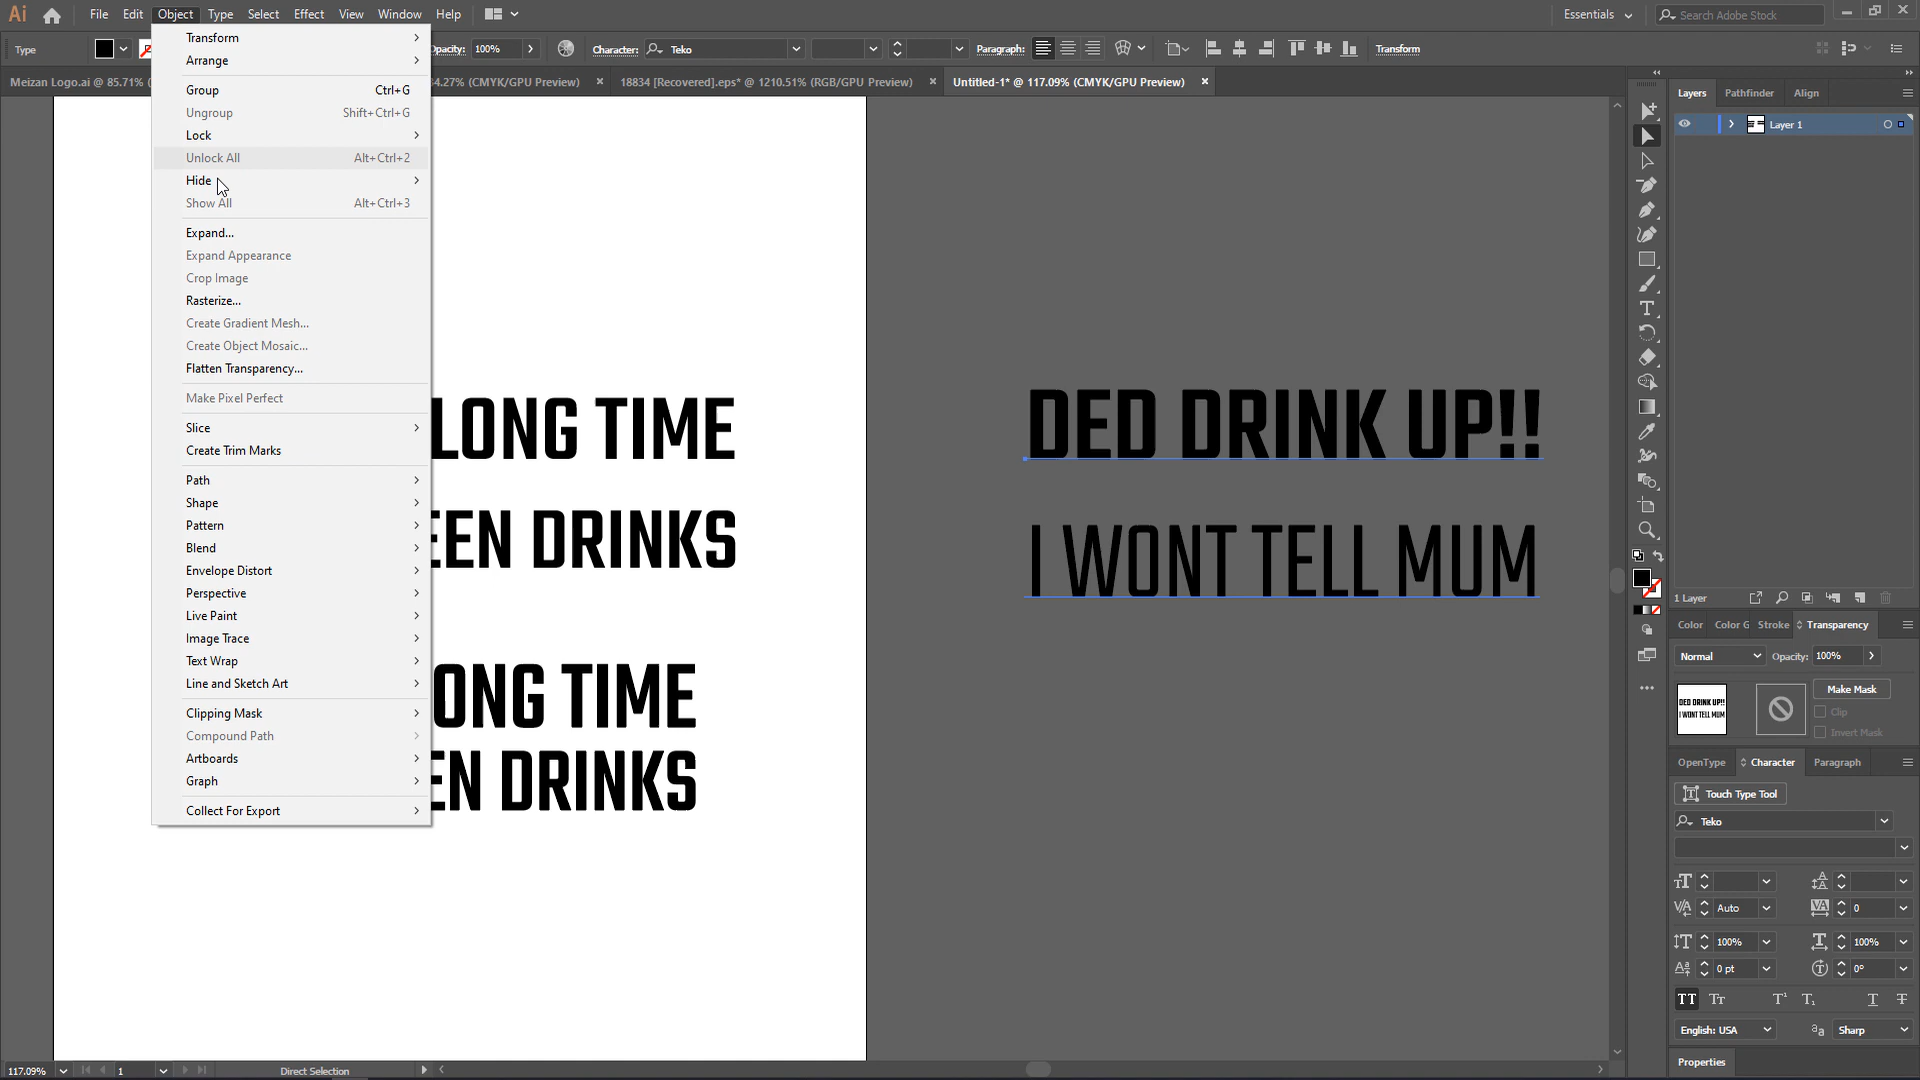 Ai File Edit Object Type Select Effect View Window Help Essentials Search Adobe Stock
Type Opacity: 100% Character: Teko Paragraph: Transform
Meizan Logo.ai @ 85.71% ( 4.27% (CMYK/GPU Preview) 18834 [Recovered].eps* @ 1210.51% (RGB/GPU Preview) Untitled-1* @ 117.09% (CMYK/GPU Preview)
Transform
Arrange
Group Ctrl+G
Ungroup Shift+Ctrl+G
Lock
Unlock All Alt+Ctrl+2
Hide
Show All Alt+Ctrl+3
Expand...
Expand Appearance
Crop Image
Rasterize...
Create Gradient Mesh...
Create Object Mosaic...
Flatten Transparency...
Make Pixel Perfect
Slice
Create Trim Marks
Path
Shape
Pattern
Blend
Envelope Distort
Perspective
Live Paint
Image Trace
Text Wrap
Line and Sketch Art
Clipping Mask
Compound Path
Artboards
Graph
Collect For Export
LONG TIME
EEN DRINKS
ONG TIME
EN DRINKS
DED DRINK UP!!
I WONT TELL MUM
Layers Pathfinder Align
Layer 1
1 Layer
Color Color G Stroke Transparency
Normal Opacity: 100%
DED DRINK UP!!
I WONT TELL MUM
Make Mask
Clip
Invert Mask
OpenType Character Paragraph
Touch Type Tool
Teko
Auto 0
100% 100%
0 pt 0°
TT Tr T¹ T₁ T T
English: USA Sharp
Properties
117.09% 1 Direct Selection